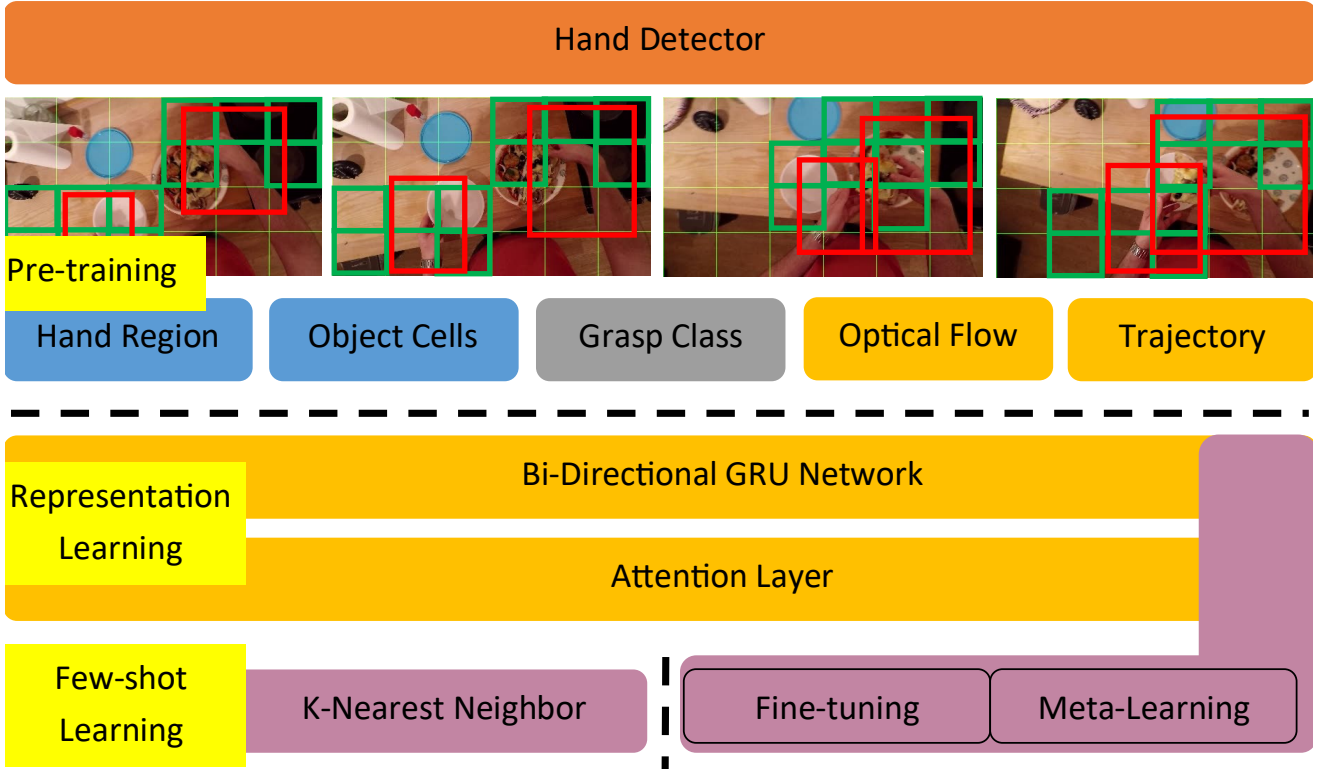 Hand Detector
Pre-training
Hand Region
Object Cells
Grasp Class
Optical Flow
Trajectory
Bi-Directional GRU Network
Representation
Learning
Attention Layer
Few-shot
Learning
K-Nearest Neighbor
Fine-tuning
Meta-Learning